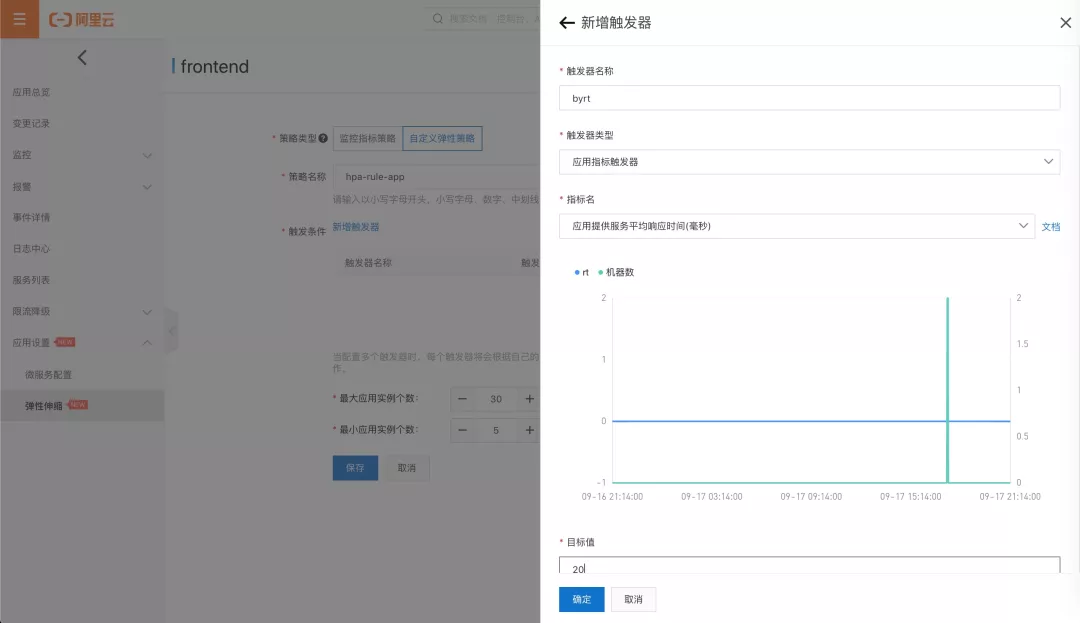 阿里云
搜索文档、控制台、
frontend
应用总览
变更记录
监控
报警
事件详情
日志中心
服务列表
限流降级
应用设置 NEW
微服务配置
弹性伸缩 NEW
* 策略类型 监控指标策略 自定义弹性策略
* 策略名称 hpa-rule-app
请输入以小写字母开头，小写字母、数字、中划线
* 触发条件 新增触发器
触发器名称 触发
当配置多个触发器时，每个触发器将会根据自己的
作。
* 最大应用实例个数： 30
* 最小应用实例个数： 5
保存 取消
新增触发器
* 触发器名称
byrt
* 触发器类型
应用指标触发器
* 指标名
应用提供服务平均响应时间(毫秒) 文档
rt 机器数
2 2
1.5
1 1
0 0.5
-1 0
09-16 21:14:00 09-17 03:14:00 09-17 09:14:00 09-17 15:14:00 09-17 21:14:00
* 目标值
20
确定 取消